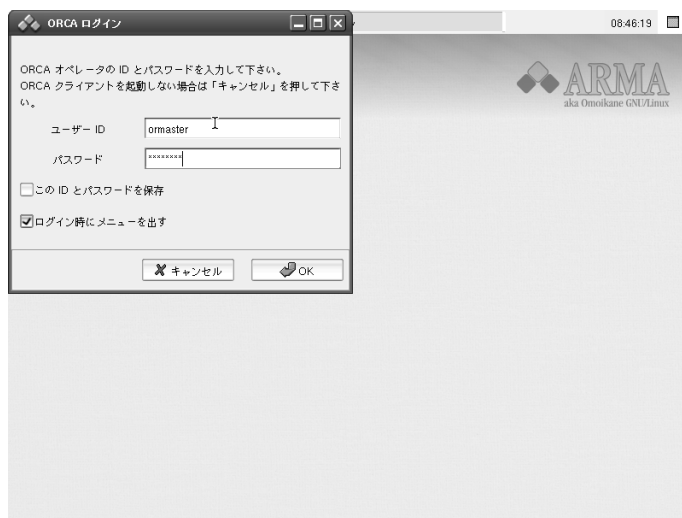 ORCA ログイン
08:46:19
ORCA オペレータの ID とパスワードを入力して下さい。
ORCA クライアントを起動しない場合は「キャンセル」を押して下さ
い。
ユーザー ID
ormaster
パスワード
********
このID とパスワードを保存
ログイン時にメニューを出す
キャンセル
OK
ARMA
aka Omoikane GNU/Linux